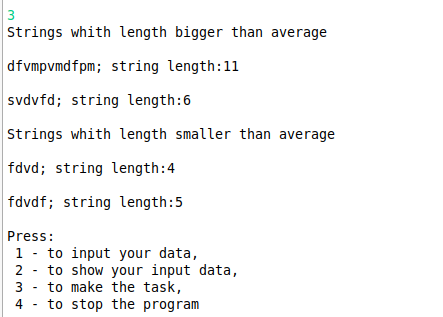 3
Strings whith length bigger than average
dfvmpvmdfpm; string length:11
svdvfd; string length:6
Strings whith length smaller than average
fdvd; string length:4
fdvdf; string length:5
Press:
1 - to input your data,
2 - to show your input data,
3 - to make the task,
4 - to stop the program